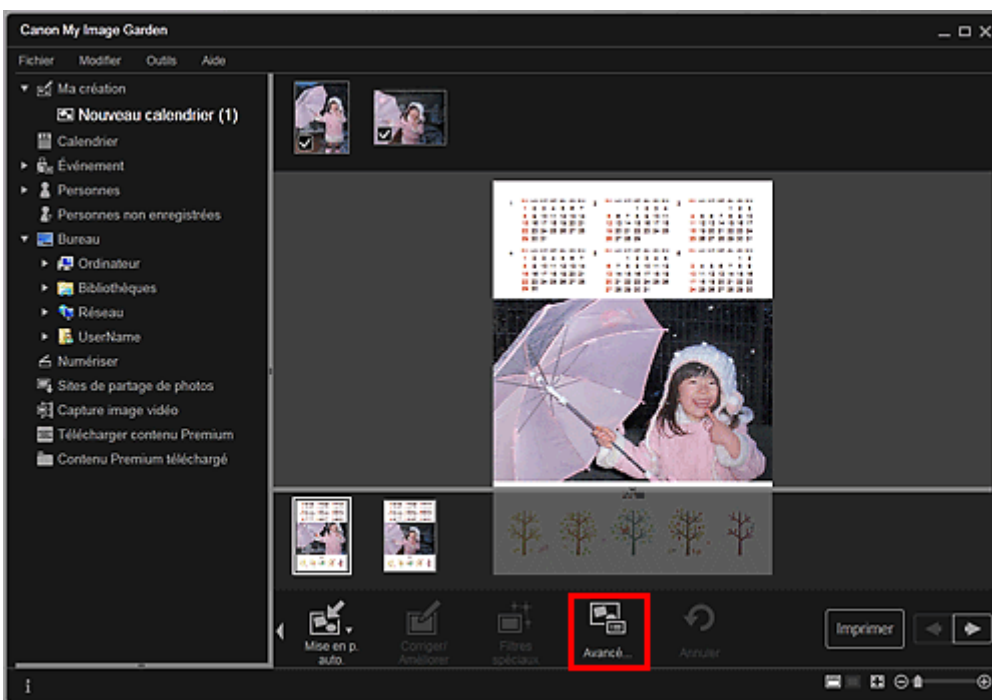 Canon My Image Garden
Fichier Modifier Outils Aide
Ma création
Nouveau calendrier (1)
Calendrier
Événement
Personnes
Personnes non enregistrées
Bureau
Ordinateur
Bibliothèques
Réseau
UserName
Numériser
Sites de partage de photos
Capture image vidéo
Télécharger contenu Premium
Contenu Premium téléchargé
Mise en p.
auto.
Corriger/
Améliorer
Filtres
spéciaux
Avancé...
Annuler
Imprimer